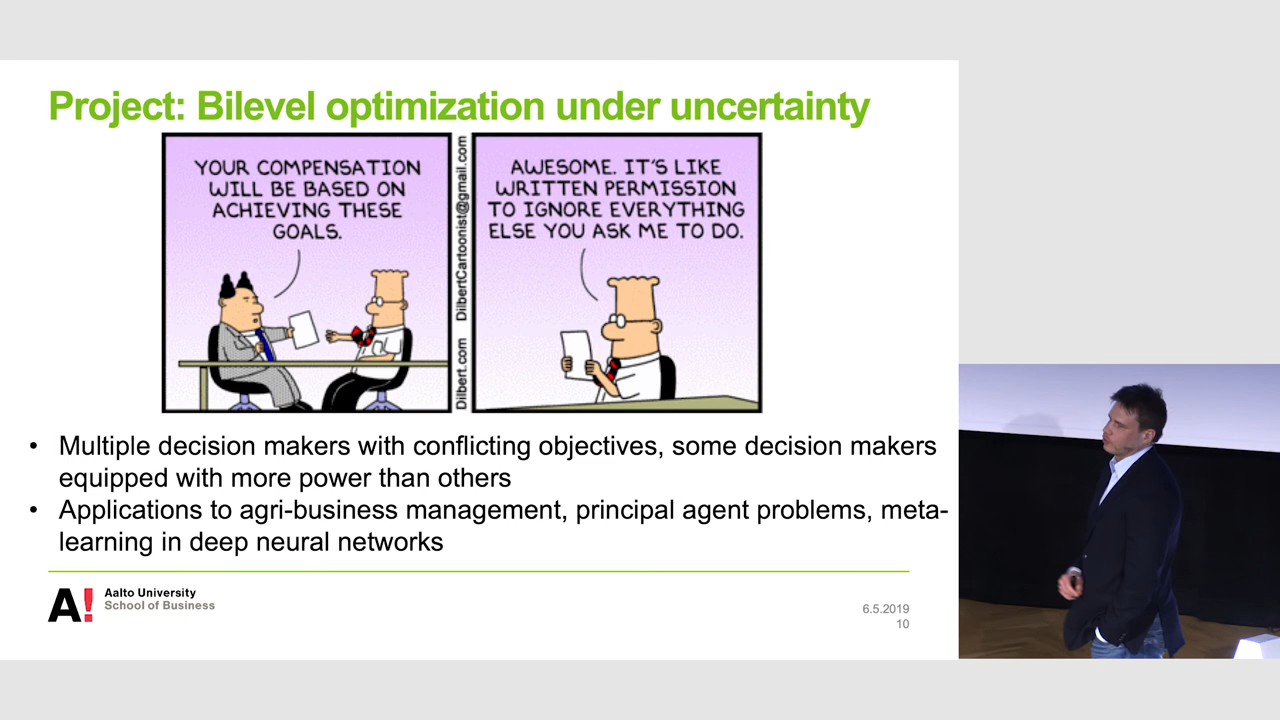 Project: Bilevel optimization under uncertainty
YOUR COMPENSATION
WILL BE BASED ON
ACHIEVING THESE
GOALS.
Dilbert.com DilbertCartoonist@gmail.com
AWESOME. IT'S LIKE
WRITTEN PERMISSION
TO IGNORE EVERYTHING
ELSE YOU ASK ME TO DO.
• Multiple decision makers with conflicting objectives, some decision makers
equipped with more power than others
• Applications to agri-business management, principal agent problems, meta-
learning in deep neural networks
A!
Aalto University
School of Business
6.5.2019
10